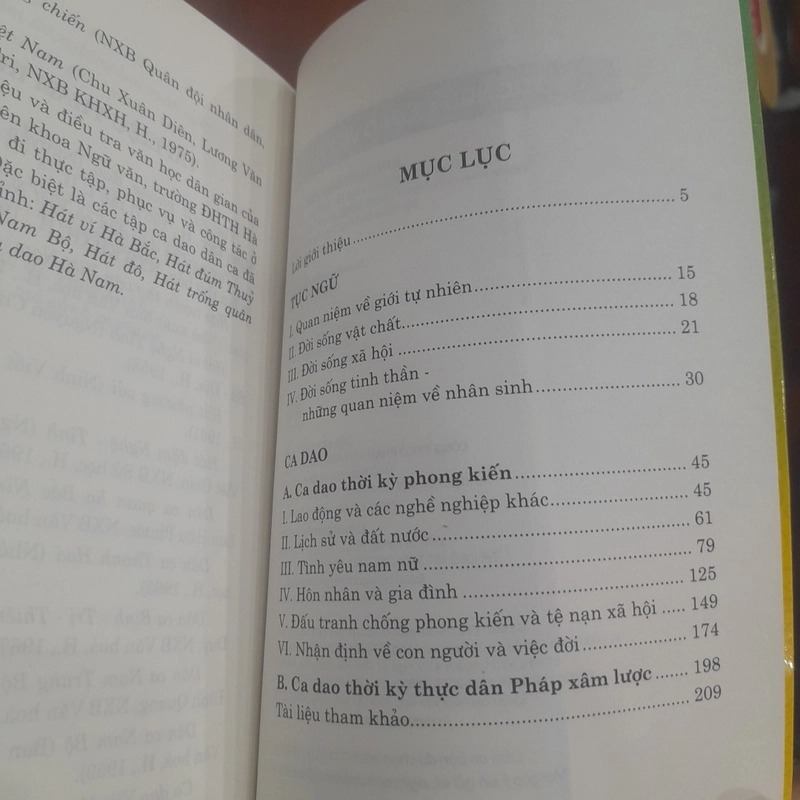 chiến (NXB Quân đội nhân dân,
Nam (Chu Xuân Diên, Lương Văn
NXB KHXH, H., 1975).
và điều tra văn học dân gian của
khoa Ngữ văn, trường ĐHTH Hà
đi thực tập, phục vụ và công tác ở
biệt là các tập ca dao dân ca đã
Hát ví Hà Bắc, Hát đúm Thuỷ
Nam Bộ, Hát đô, Hát trống quân
dao Hà Nam.
MỤC LỤC
Lời giới thiệu.......... 5
TỤC NGỮ
I. Quan niệm về giới tự nhiên.......... 15
II. Đời sống vật chất.......... 18
III. Đời sống xã hội.......... 21
IV. Đời sống tinh thần -
những quan niệm về nhân sinh.......... 30
CA DAO
A. Ca dao thời kỳ phong kiến.......... 45
I. Lao động và các nghề nghiệp khác.......... 45
II. Lịch sử và đất nước.......... 61
III. Tình yêu nam nữ.......... 79
IV. Hôn nhân và gia đình.......... 125
V. Đấu tranh chống phong kiến và tệ nạn xã hội ..... 149
VI. Nhận định về con người và việc đời.......... 174
B. Ca dao thời kỳ thực dân Pháp xâm lược....... 198
Tài liệu tham khảo.......... 209